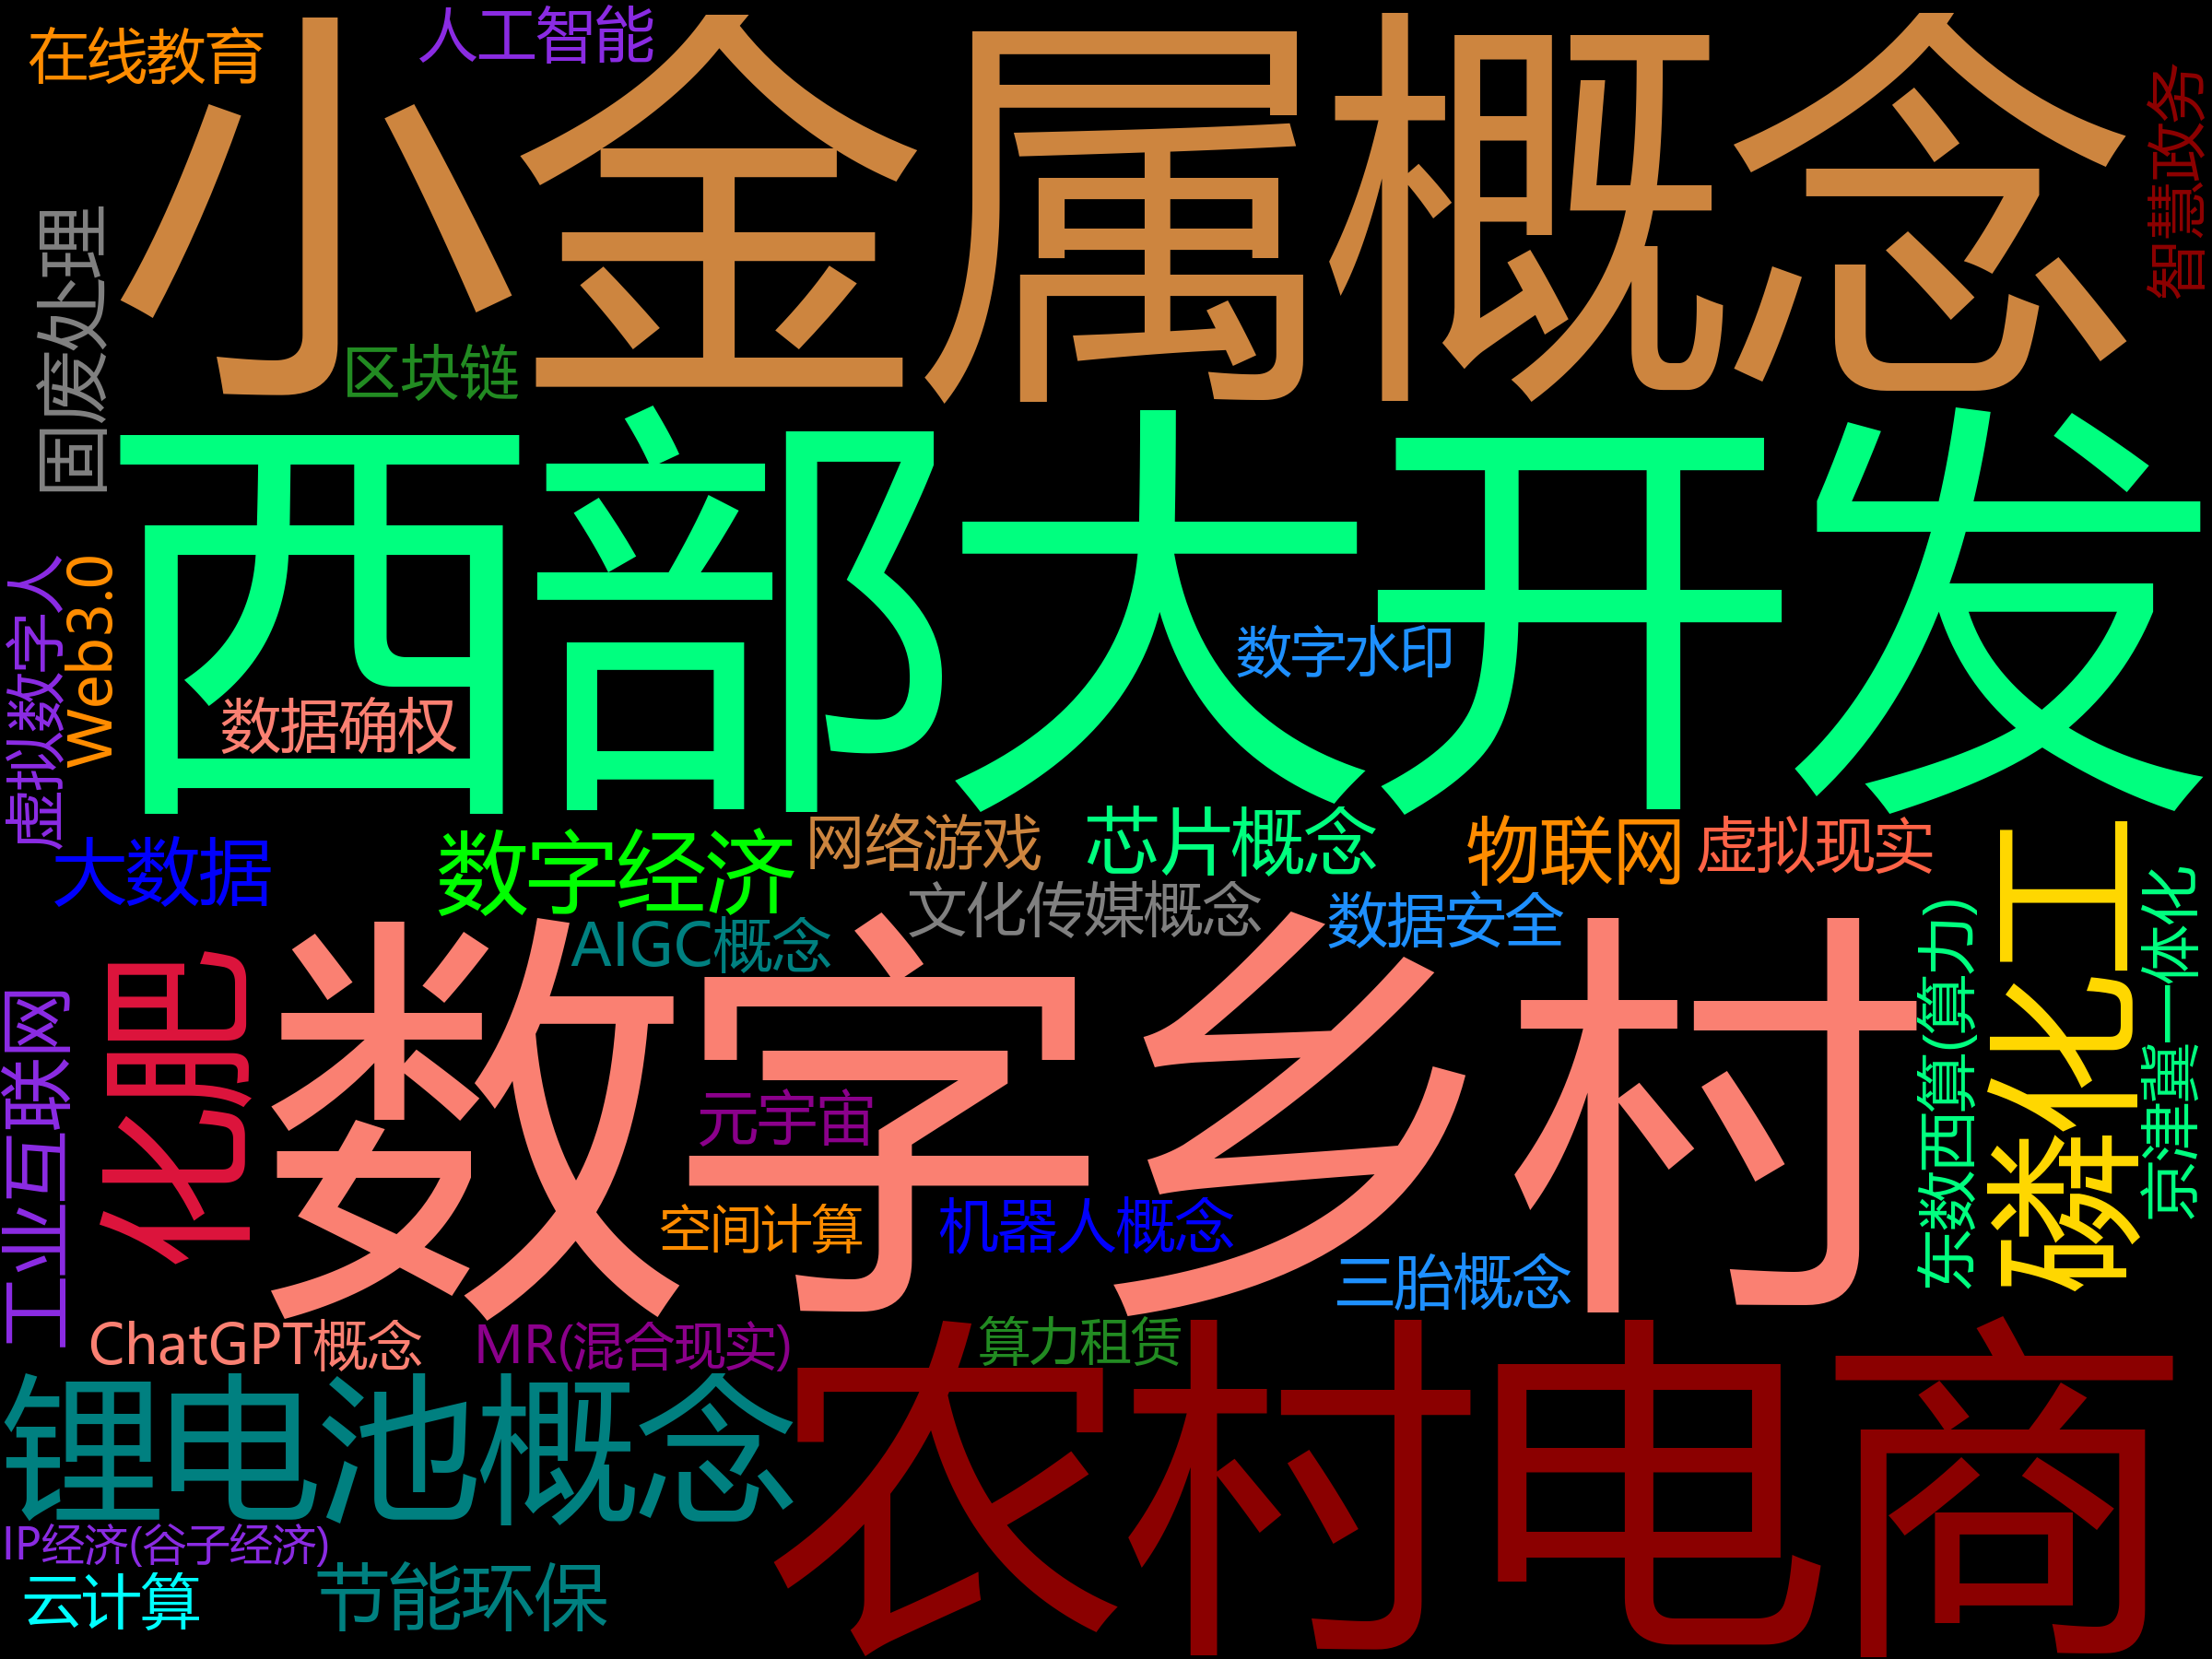 在线教育
人工智能
小金属概念
智慧政务
固废处理
区块链
西部大开发
数字水印
虚拟数字人
Web3.0
数据确权
大数据
数字经济
网络游戏
芯片概念
物联网
虚拟现实
文化传媒概念
AIGC概念
数据安全
磷化工
京津冀一体化
东数西算(算力)
工业互联网
化肥
数字乡村
元宇宙
空间计算
机器人概念
三胎概念
ChatGPT概念
MR(混合现实)
算力租赁
锂电池概念
农村电商
IP经济(谷子经济)
云计算
节能环保